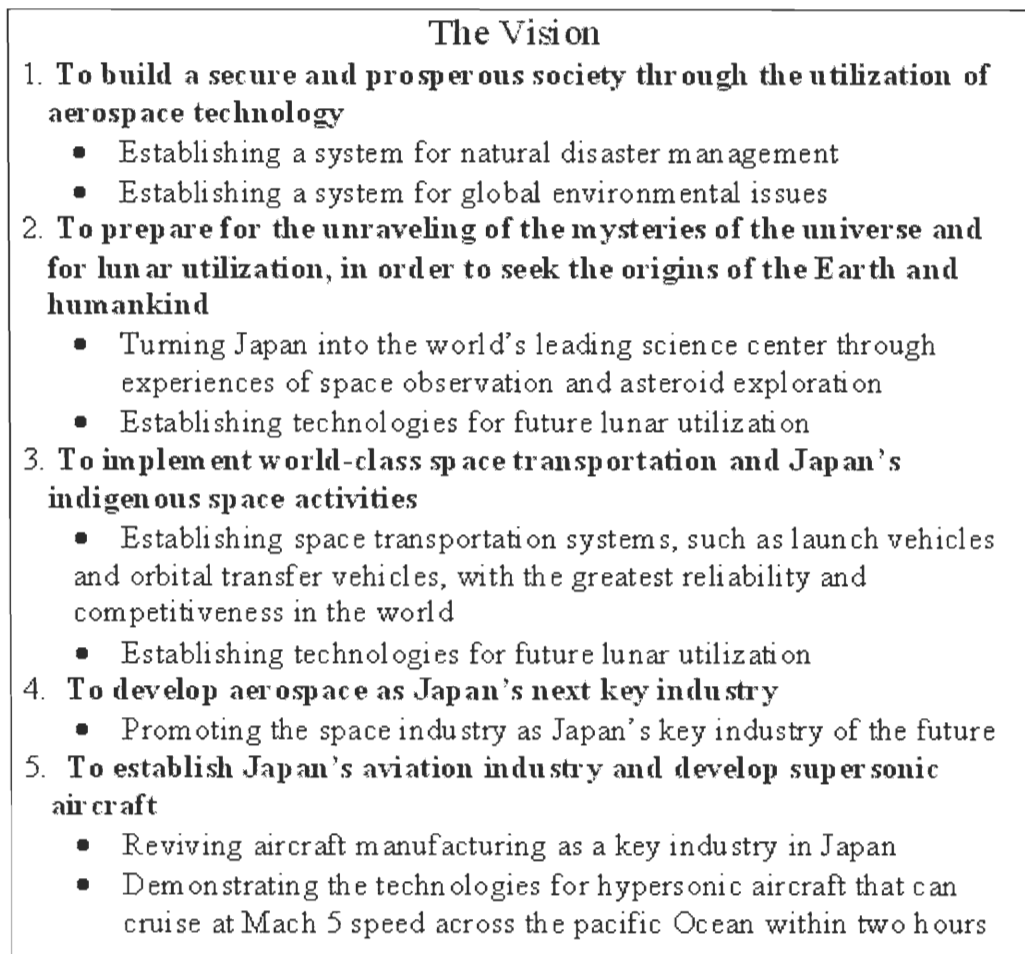 The Vision
1. To build a secure and prosperous society through the utilization of
aerospace technology
• Establishing a system for natural disaster management
• Establishing a system for global environmental issues
2. To prepare for the unraveling of the mysteries of the universe and
for lunar utilization, in order to seek the origins of the Earth and
humankind
• Turning Japan into the world's leading science center through
experiences of space observation and asteroid exploration
• Establishing technologies for future lunar utilization
3. To implement world-class space transportation and Japan's
indigenous space activities
• Establishing space transportation systems, such as launch vehicles
and orbital transfer vehicles, with the greatest reliability and
competitiveness in the world
• Establishing technologies for future lunar utilization
4. To develop aerospace as Japan's next key industry
• Promoting the space industry as Japan's key industry of the future
5. To establish Japan's aviation industry and develop supersonic
aircraft
• Reviving aircraft manufacturing as a key industry in Japan
• Demonstrating the technologies for hypersonic aircraft that can
cruise at Mach 5 speed across the pacific Ocean within two hours